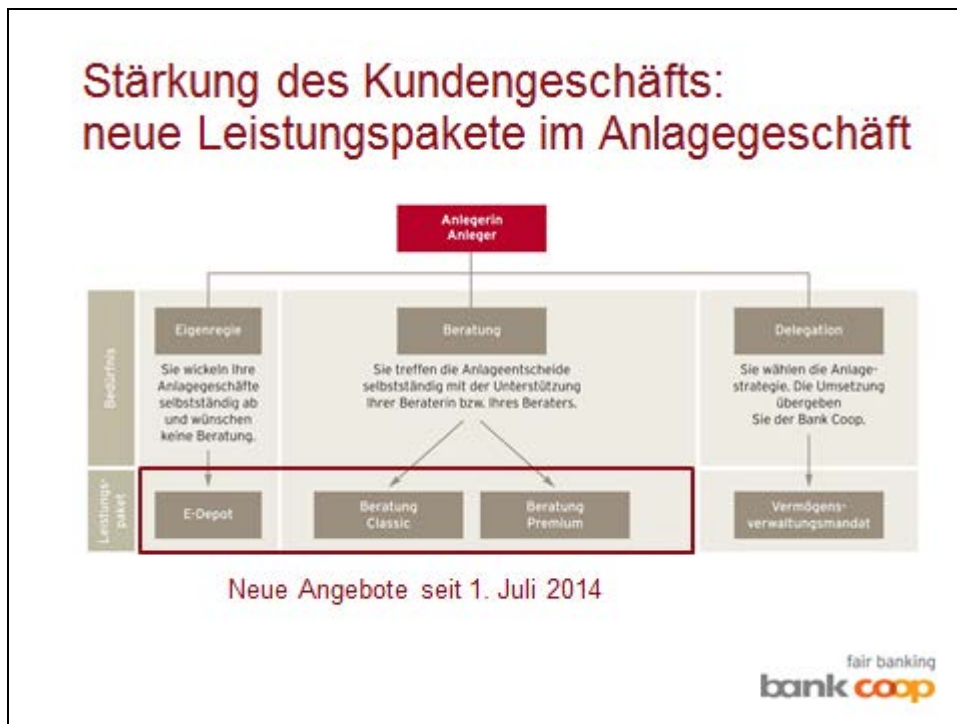 Stärkung des Kundengeschäfts:
neue Leistungspakete im Anlagegeschäft
Anlegerin
Anleger
Bedürfnis
Eigenregie
Sie wickeln Ihre
Anlagegeschäfte
selbstständig ab
und wünschen
keine Beratung.
Beratung
Sie treffen die Anlageentscheide
selbstständig mit der Unterstützung
Ihrer Beraterin bzw. Ihres Beraters.
Delegation
Sie wählen die Anlage-
strategie. Die Umsetzung
übergeben
Sie der Bank Coop.
Leistungs-
paket
E-Depot
Beratung
Classic
Beratung
Premium
Vermögens-
verwaltungsmandat
Neue Angebote seit 1. Juli 2014
fair banking
bank coop